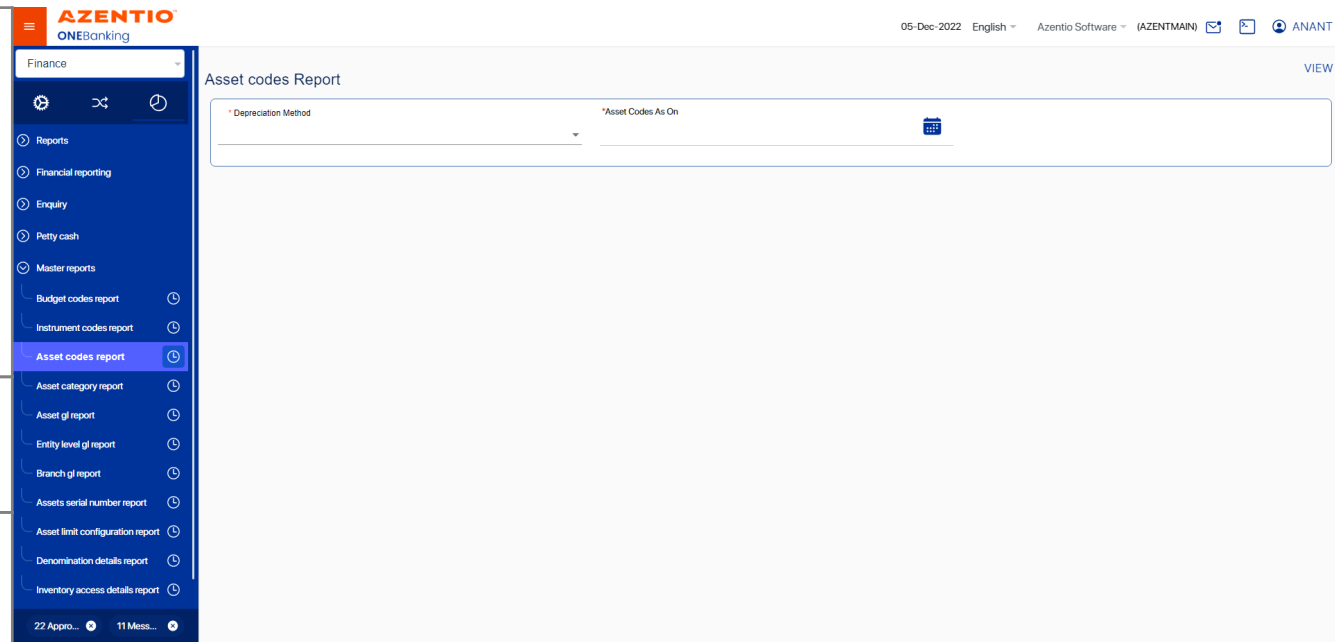 AZENTIO
ONEBanking
05-Dec-2022 English Azentio Software (AZENTMAIN) ANANT
Finance
VIEW
Asset codes Report
* Depreciation Method
*Asset Codes As On
Reports
Financial reporting
Enquiry
Petty cash
Master reports
Budget codes report
Instrument codes report
Asset codes report
Asset category report
Asset gl report
Entity level gl report
Branch gl report
Assets serial number report
Asset limit configuration report
Denomination details report
Inventory access details report
22 Appro... 11 Mess...